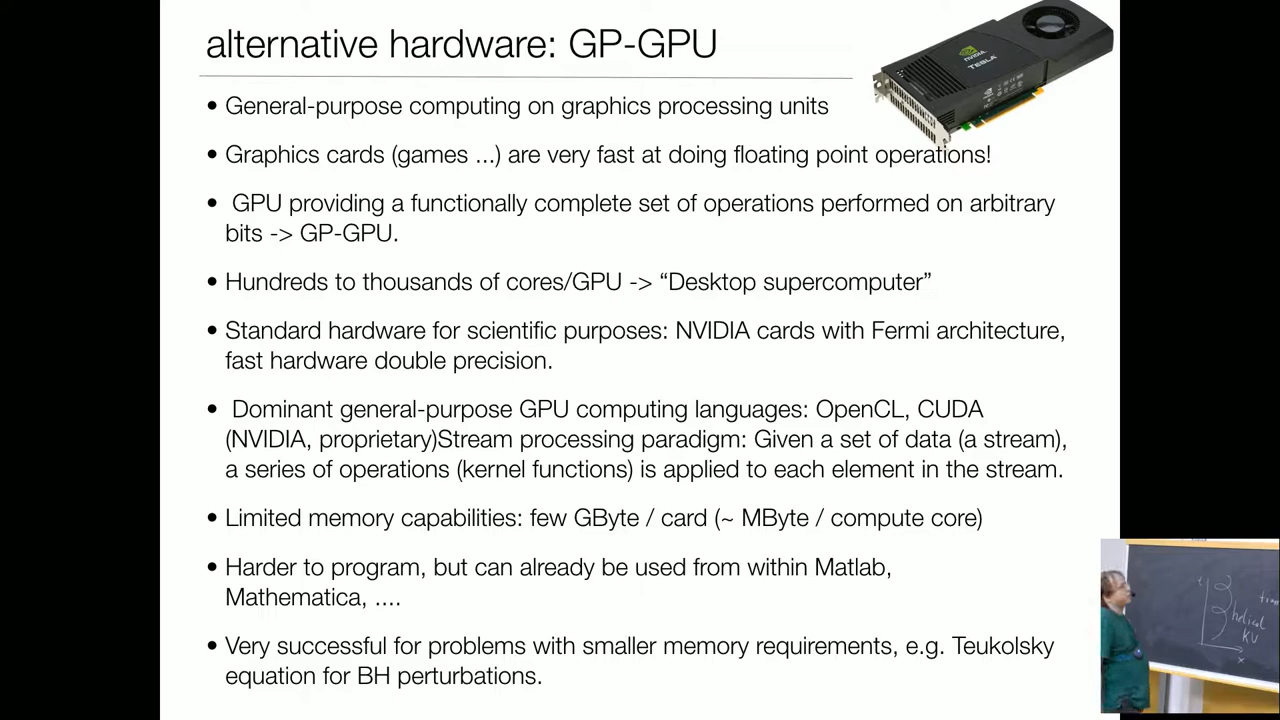 alternative hardware: GP-GPU
NVIDIA
TESLA
• General-purpose computing on graphics processing units
• Graphics cards (games ...) are very fast at doing floating point operations!
• GPU providing a functionally complete set of operations performed on arbitrary
bits -> GP-GPU.
• Hundreds to thousands of cores/GPU -> “Desktop supercomputer”
• Standard hardware for scientific purposes: NVIDIA cards with Fermi architecture,
fast hardware double precision.
• Dominant general-purpose GPU computing languages: OpenCL, CUDA
(NVIDIA, proprietary)Stream processing paradigm: Given a set of data (a stream),
a series of operations (kernel functions) is applied to each element in the stream.
• Limited memory capabilities: few GByte / card (~ MByte / compute core)
• Harder to program, but can already be used from within Matlab,
Mathematica, ....
• Very successful for problems with smaller memory requirements, e.g. Teukolsky
equation for BH perturbations.
t
helical
KV
x